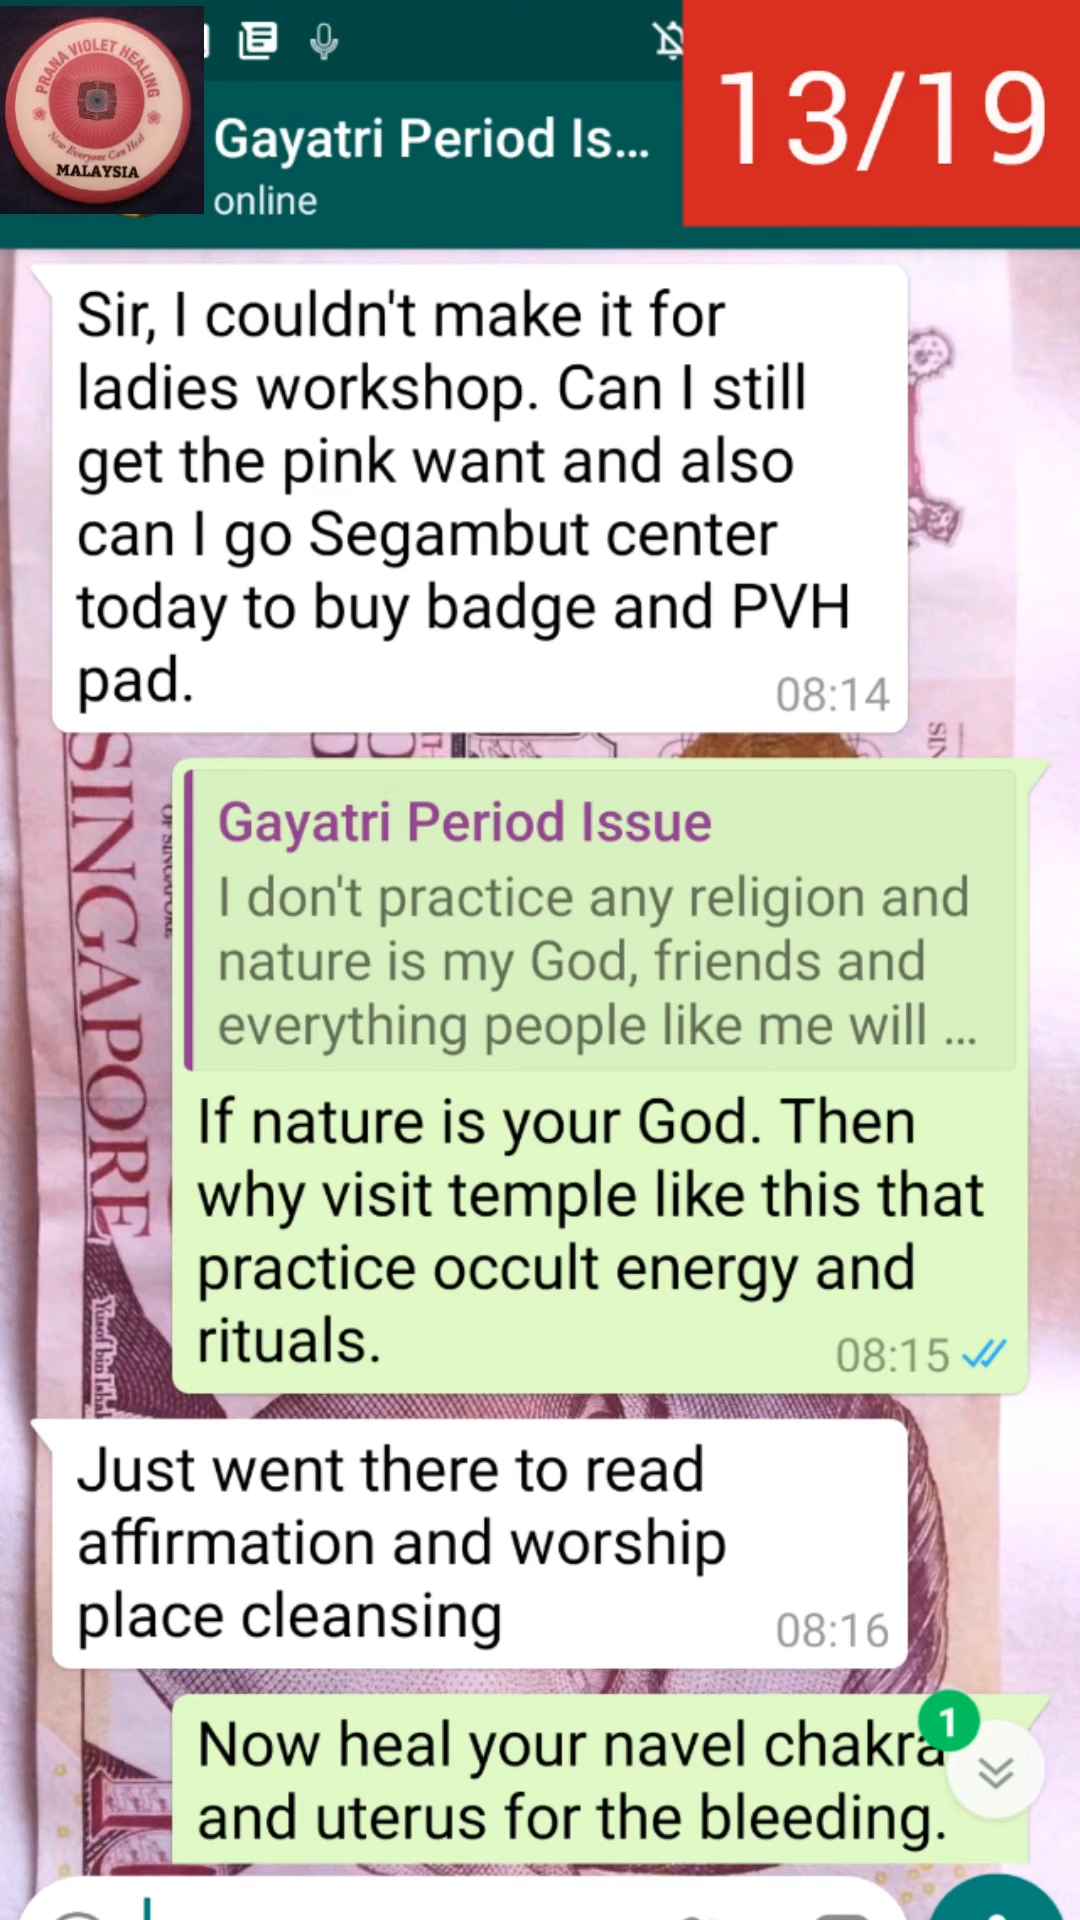 PRANA VIOLET HEALING
Now Everyone Can Heal
MALAYSIA
Gayatri Period Is...
online
13/19
Sir, I couldn't make it for
ladies workshop. Can I still
get the pink want and also
can I go Segambut center
today to buy badge and PVH
pad.
08:14
SINGAPORE
Gayatri Period Issue
I don't practice any religion and
nature is my God, friends and
everything people like me will ...
If nature is your God. Then
why visit temple like this that
practice occult energy and
rituals.
08:15
Just went there to read
affirmation and worship
place cleansing
08:16
1
Now heal your navel chakra
and uterus for the bleeding.